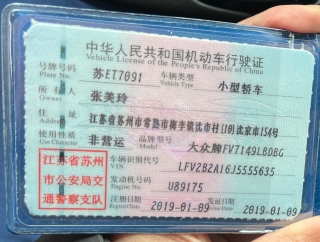 中华人民共和国机动车行驶证
Vehicle License of the People's Republic of China
号牌号码 苏ET7091 车辆类型 小型轿车
Plate No. Vehicle Type
所有人 张美玲
Owner
住址 江苏省苏州市常熟市梅李镇沈市村(10)沈家市154号
Address
使用性质 非营运 品牌型号 大众牌FV7149LBDBG
Use Character Model
江苏省苏州市公安局交通警察支队
车辆识别代号 LFV2B2A16J5555635
VIN
发动机号码 U89175
Engine No.
注册日期 2019-01-09 发证日期 2019-01-09
Register Date Issue Date